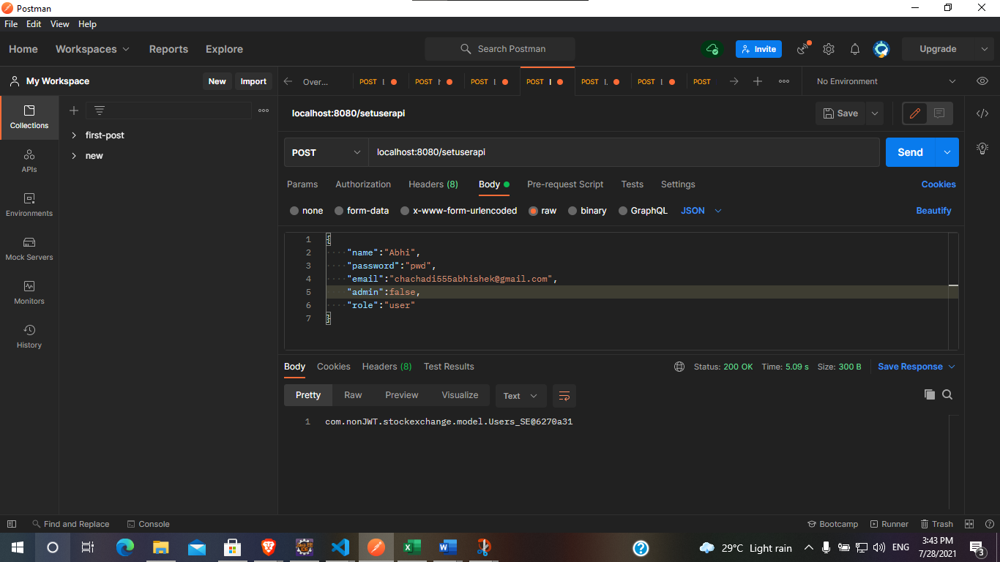 Postman
File Edit View Help
Home Workspaces Reports Explore Search Postman Invite Upgrade
My Workspace New Import Over... POST POST POST POST POST POST POST No Environment
Collections
APIs
Environments
Mock Servers
Monitors
History
first-post
new
localhost:8080/setuserapi Save
POST localhost:8080/setuserapi Send
Params Authorization Headers (8) Body Pre-request Script Tests Settings Cookies
none form-data x-www-form-urlencoded raw binary GraphQL JSON Beautify
1 {
2 "name":"Abhi",
3 "password":"pwd",
4 "email":"chachadi555abhishek@gmail.com",
5 "admin":false,
6 "role":"user"
7 }
Body Cookies Headers (8) Test Results Status: 200 OK Time: 5.09 s Size: 300 B Save Response
Pretty Raw Preview Visualize Text
1 com.nonJWT.stockexchange.model.Users_SE@6270a31
Find and Replace Console Bootcamp Runner Trash
29°C Light rain ENG 3:43 PM
7/28/2021
3